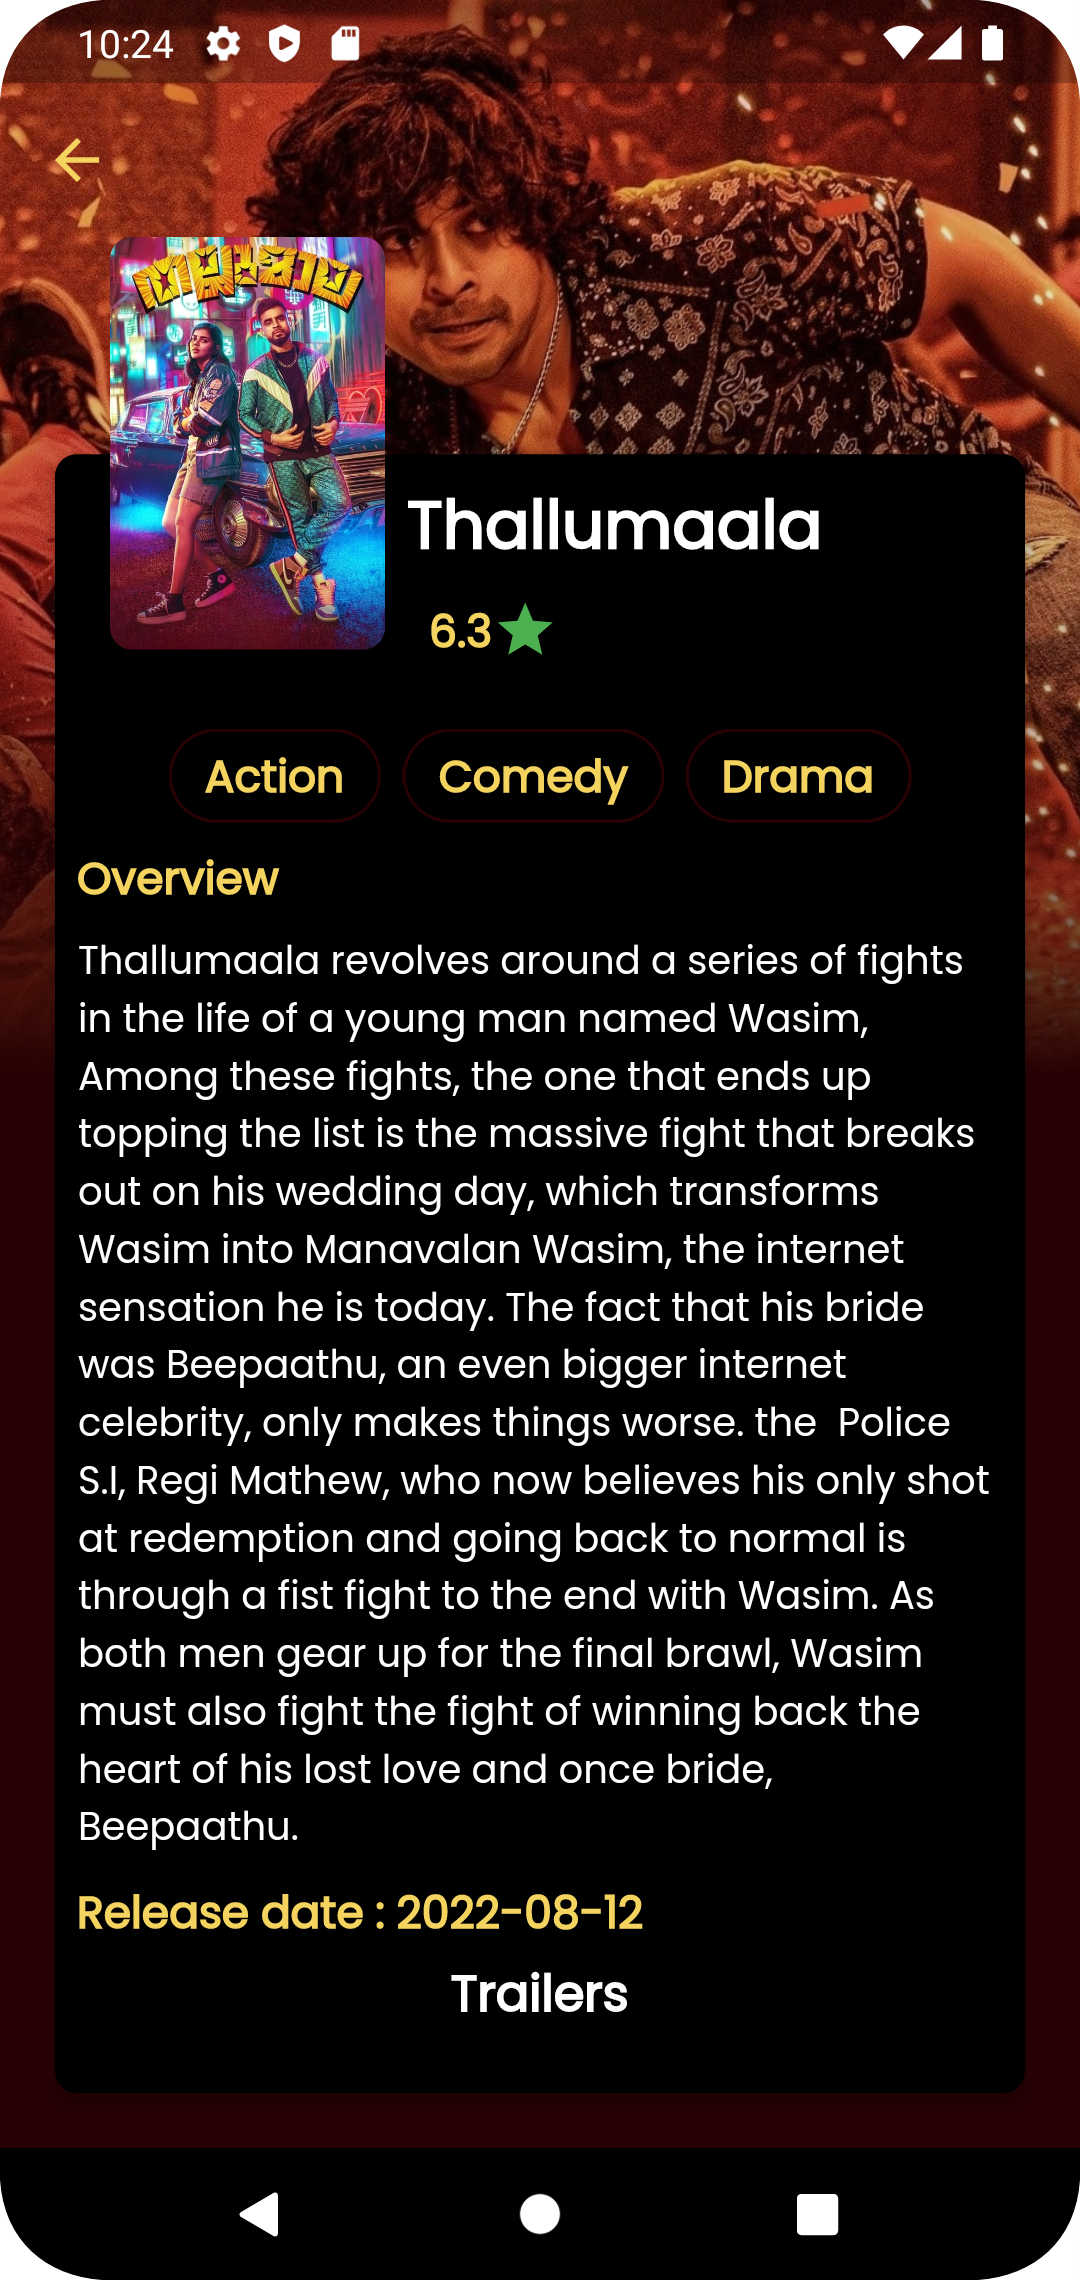 10:24
തല്ലുമാല
Thallumaala
6.3
Action Comedy Drama
Overview
Thallumaala revolves around a series of fights
in the life of a young man named Wasim,
Among these fights, the one that ends up
topping the list is the massive fight that breaks
out on his wedding day, which transforms
Wasim into Manavalan Wasim, the internet
sensation he is today. The fact that his bride
was Beepaathu, an even bigger internet
celebrity, only makes things worse. the  Police
S.I, Regi Mathew, who now believes his only shot
at redemption and going back to normal is
through a fist fight to the end with Wasim. As
both men gear up for the final brawl, Wasim
must also fight the fight of winning back the
heart of his lost love and once bride,
Beepaathu.
Release date : 2022-08-12
Trailers